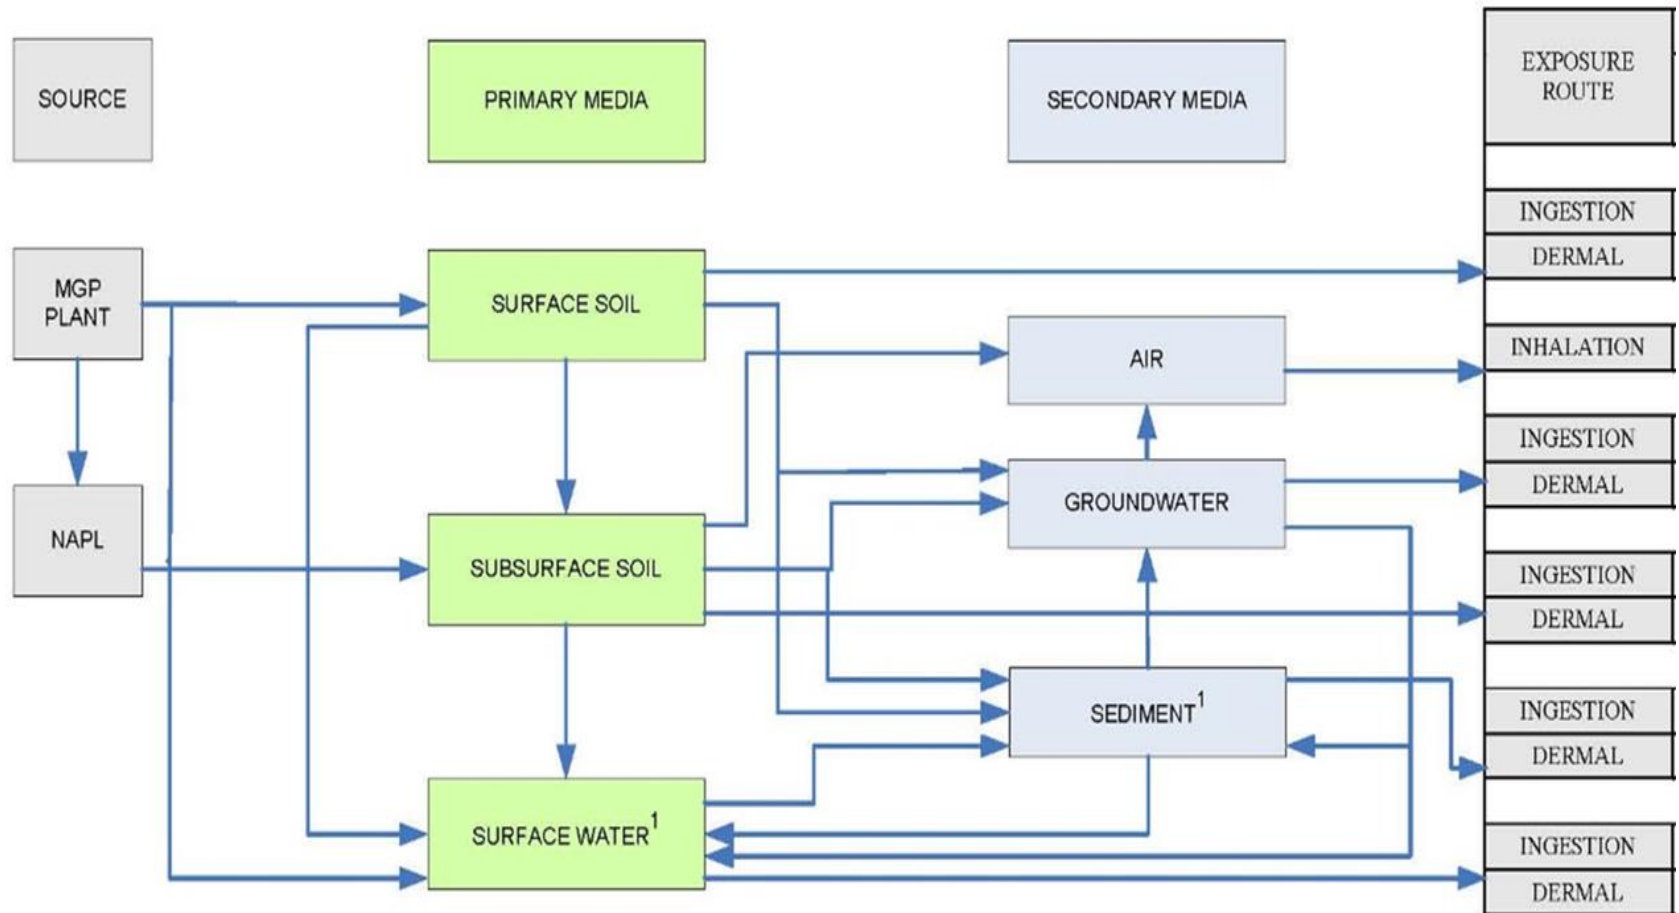 SOURCE
PRIMARY MEDIA
SECONDARY MEDIA
EXPOSURE
ROUTE
INGESTION
DERMAL
MGP
PLANT
SURFACE SOIL
AIR
INHALATION
INGESTION
DERMAL
GROUNDWATER
NAPL
SUBSURFACE SOIL
INGESTION
DERMAL
SEDIMENT¹
INGESTION
DERMAL
SURFACE WATER¹
INGESTION
DERMAL